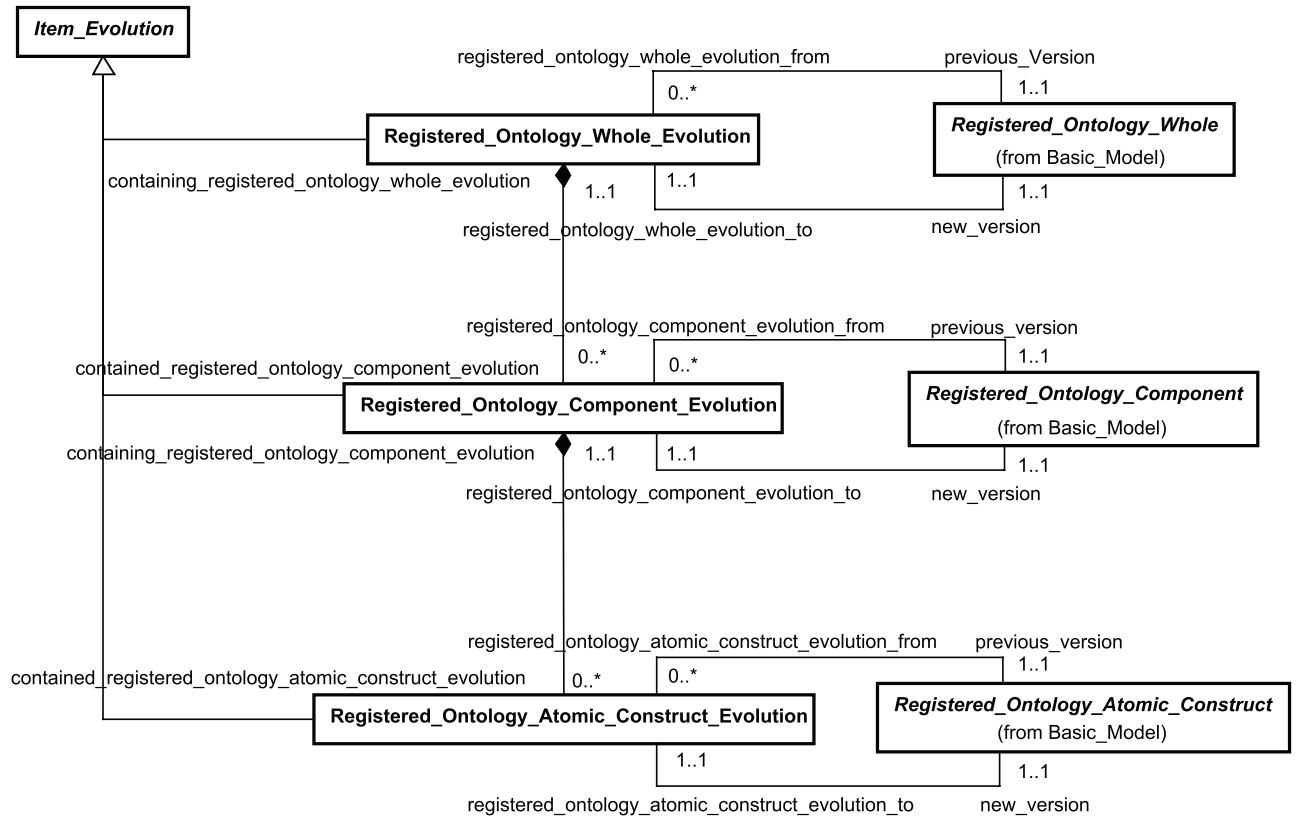 Item_Evolution
registered_ontology_whole_evolution_from
previous_Version
0..*
1..1
Registered_Ontology_Whole_Evolution
Registered_Ontology_Whole
(from Basic_Model)
containing_registered_ontology_whole_evolution
1..1
1..1
1..1
registered_ontology_whole_evolution_to
new_version
registered_ontology_component_evolution_from
previous_version
0..*
0..*
1..1
contained_registered_ontology_component_evolution
Registered_Ontology_Component_Evolution
Registered_Ontology_Component
(from Basic_Model)
containing_registered_ontology_component_evolution
1..1
1..1
1..1
registered_ontology_component_evolution_to
new_version
registered_ontology_atomic_construct_evolution_from
previous_version
contained_registered_ontology_atomic_construct_evolution
0..*
0..*
1..1
Registered_Ontology_Atomic_Construct_Evolution
Registered_Ontology_Atomic_Construct
(from Basic_Model)
1..1
1..1
registered_ontology_atomic_construct_evolution_to
new_version